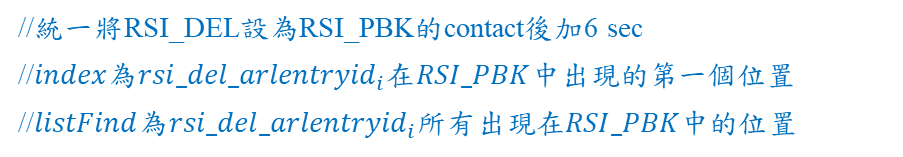 //統一將RSI_DEL設為RSI_PBK的contact後加6 sec
//index為rsi_del_arlentryidᵢ在RSI_PBK中出現的第一個位置
//listFind為rsi_del_arlentryidᵢ所有出現在RSI_PBK中的位置